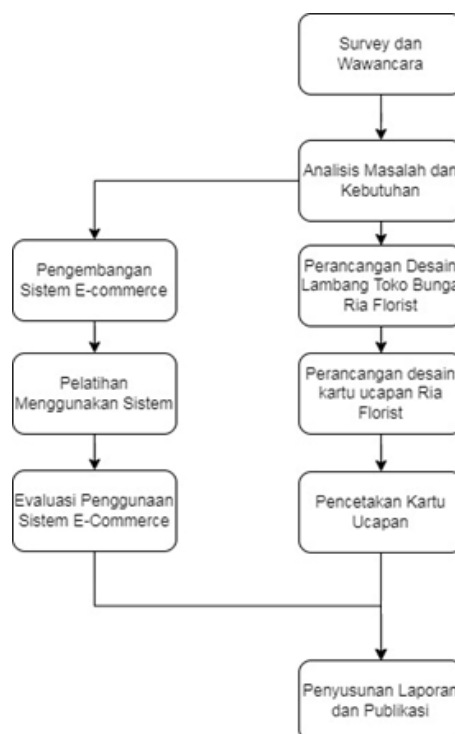 Survey dan
Wawancara
Analisis Masalah dan
Kebutuhan
Pengembangan
Sistem E-commerce
Perancangan Desain
Lambang Toko Bunga
Ria Florist
Pelatihan
Menggunakan Sistem
Perancangan desain
kartu ucapan Ria
Florist
Evaluasi Penggunaan
Sistem E-Commerce
Pencetakan Kartu
Ucapan
Penyusunan Laporan
dan Publikasi